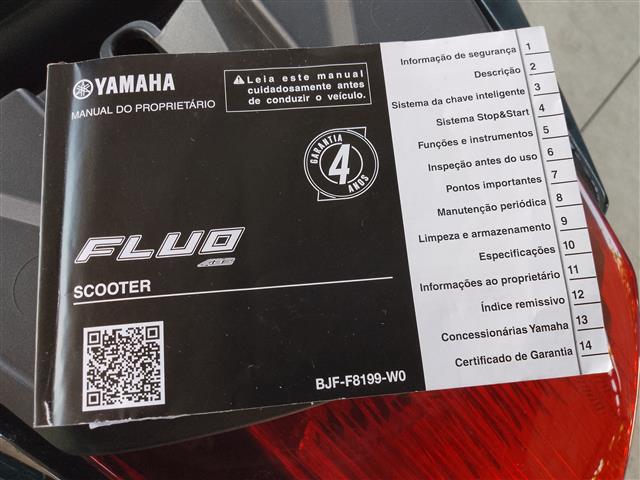 YAMAHA
MANUAL DO PROPRIETÁRIO
Leia este manual
cuidadosamente antes
de conduzir o veículo.
GARANTIA
4
ANOS
FLUO
ABS
SCOOTER
BJF-F8199-W0
Informação de segurança 1
Descrição 2
Sistema da chave inteligente 3
Sistema Stop&Start 4
Funções e instrumentos 5
Inspeção antes do uso 6
Pontos importantes 7
Manutenção periódica 8
Limpeza e armazenamento 9
Especificações 10
Informações ao proprietário 11
Índice remissivo 12
Concessionárias Yamaha 13
Certificado de Garantia 14